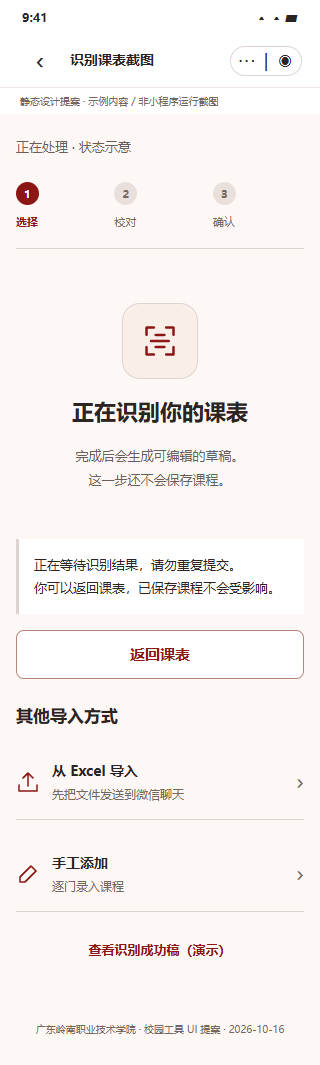 9:41
识别课表截图
静态设计提案 · 示例内容 / 非小程序运行截图
正在处理 · 状态示意
1 2 3
选择 校对 确认
正在识别你的课表
完成后会生成可编辑的草稿。
这一步还不会保存课程。
正在等待识别结果，请勿重复提交。
你可以返回课表，已保存课程不会受影响。
返回课表
其他导入方式
从 Excel 导入
先把文件发送到微信聊天
手工添加
逐门录入课程
查看识别成功稿（演示）
广东岭南职业技术学院 · 校园工具 UI 提案 · 2026-10-16